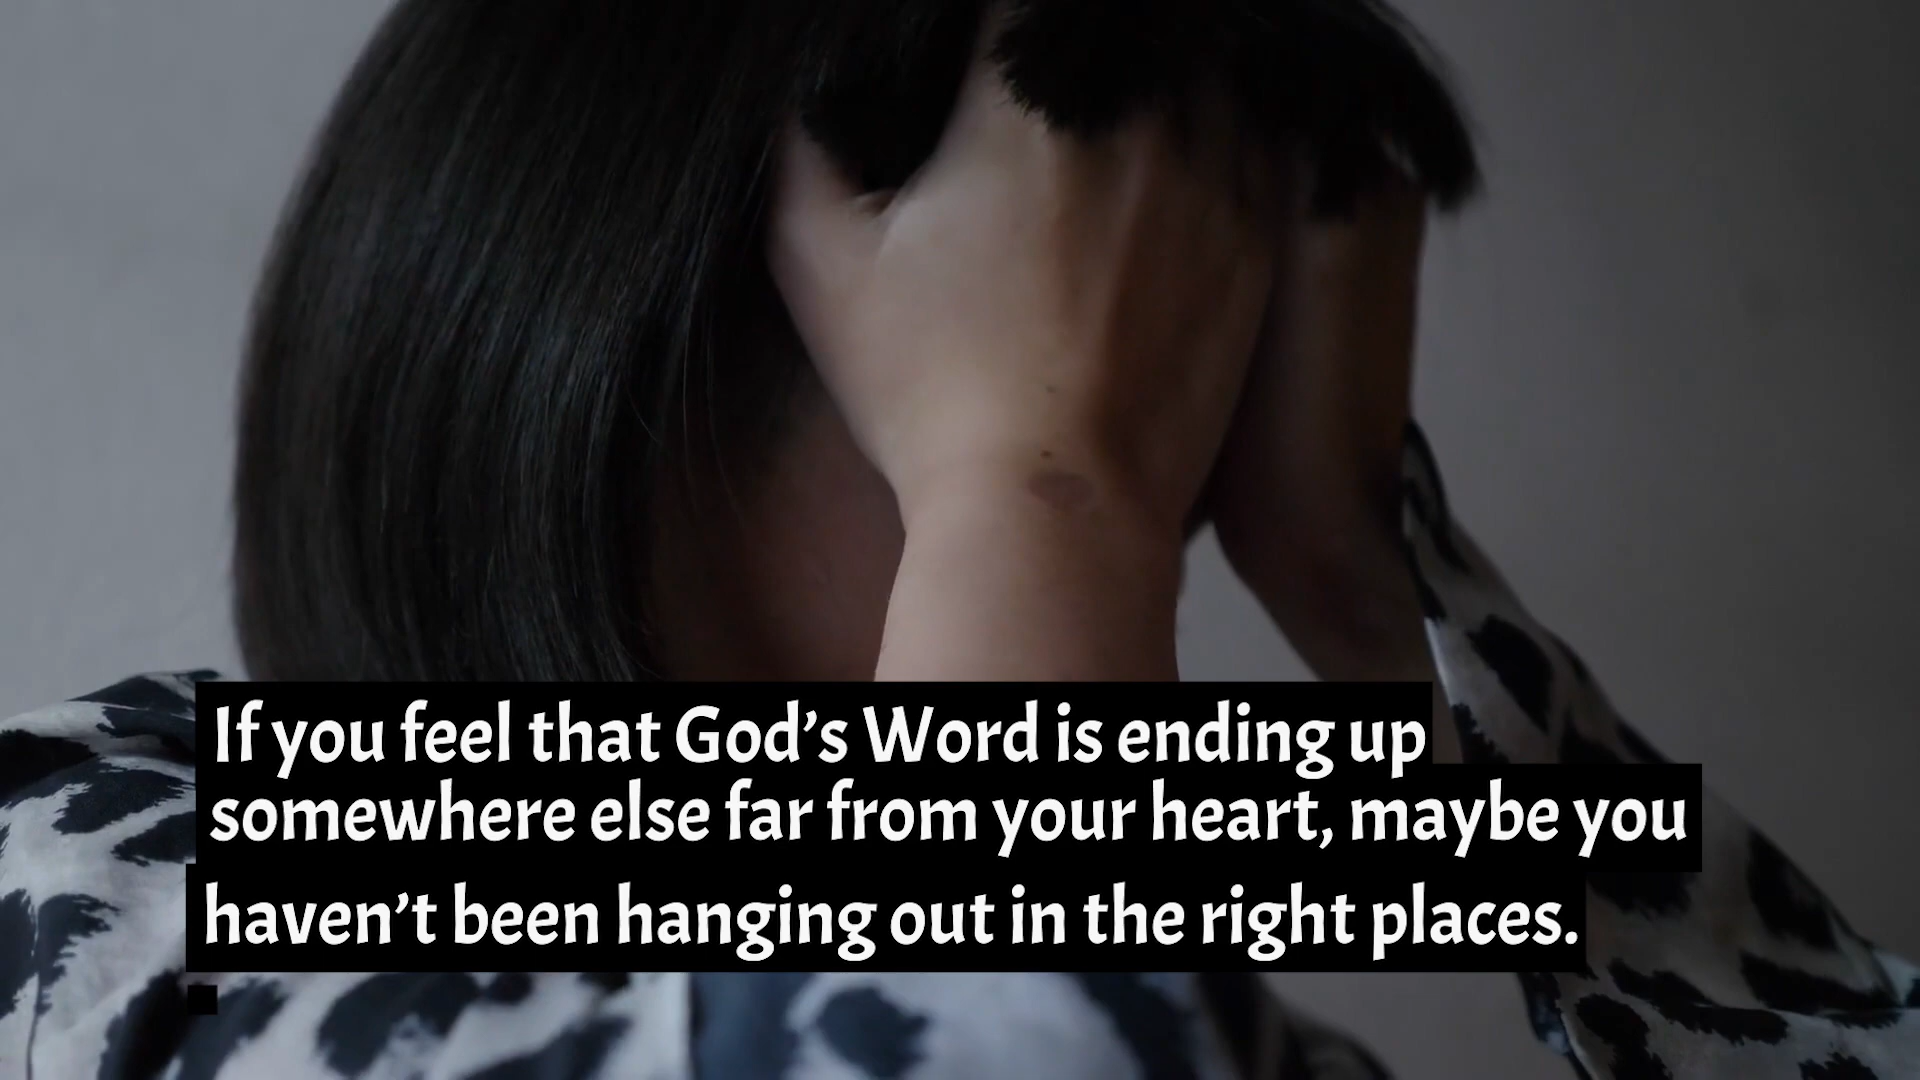 If you feel that God’s Word is ending up
somewhere else far from your heart, maybe you
haven’t been hanging out in the right places.